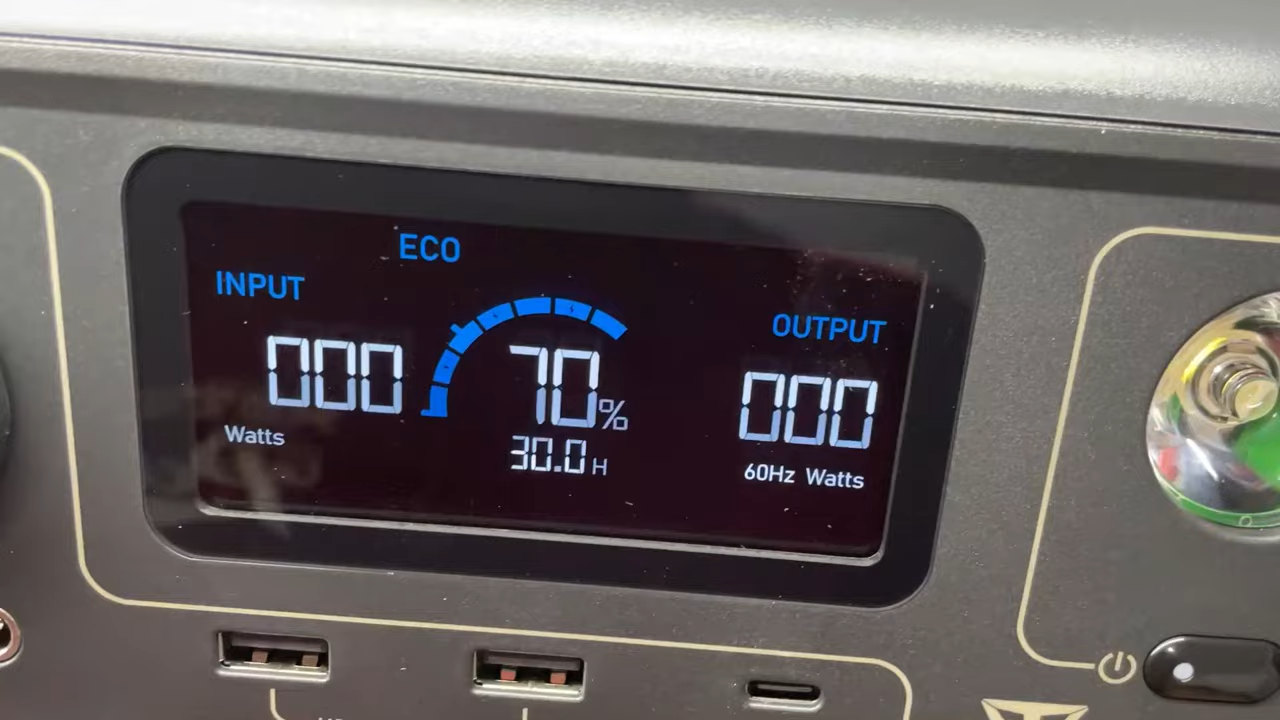 ECO
INPUT
OUTPUT
000
70%
000
Watts
30.0 H
60Hz Watts